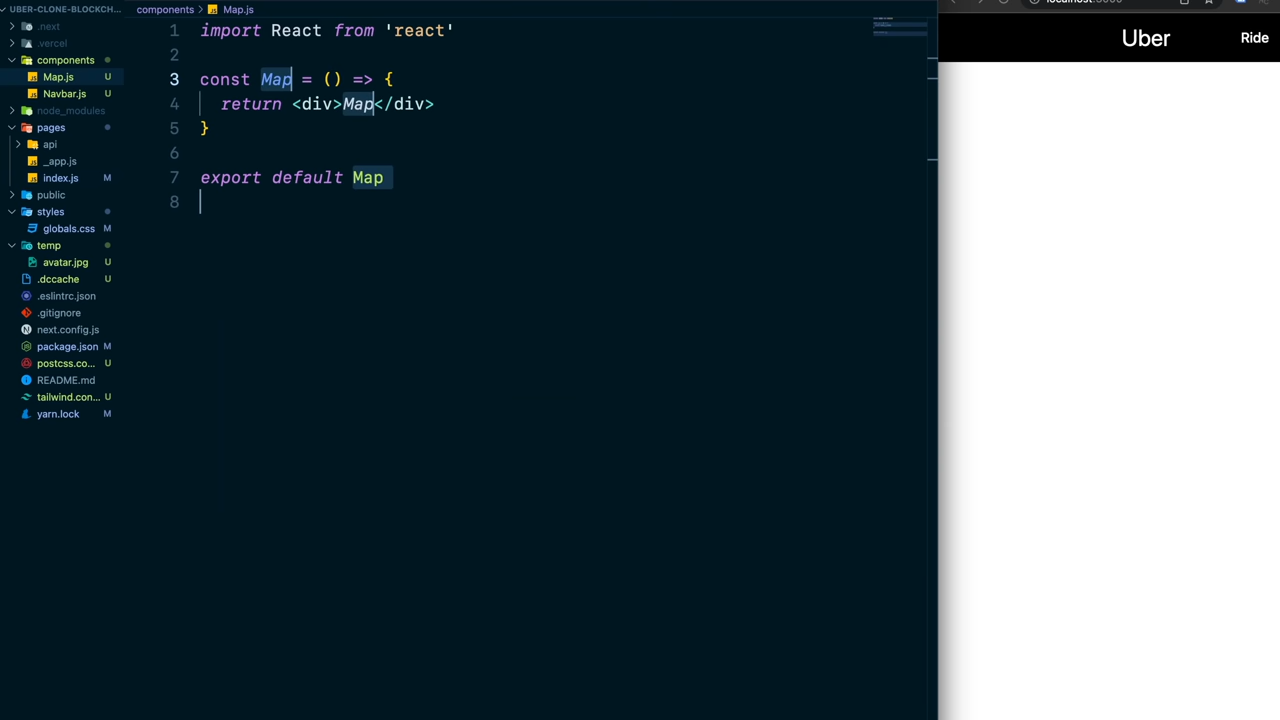 UBER-CLONE-BLOCKCH...
.next
.vercel
components
Map.js U
Navbar.js U
node_modules
pages
api
_app.js
index.js M
public
styles
globals.css M
temp
avatar.jpg U
.dccache U
.eslintrc.json
.gitignore
next.config.js
package.json M
postcss.co... U
README.md
tailwind.con... U
yarn.lock M
components > Map.js
1 import React from 'react'
2
3 const Map = () => {
4 return <div>Map</div>
5 }
6
7 export default Map
8
Uber
Ride